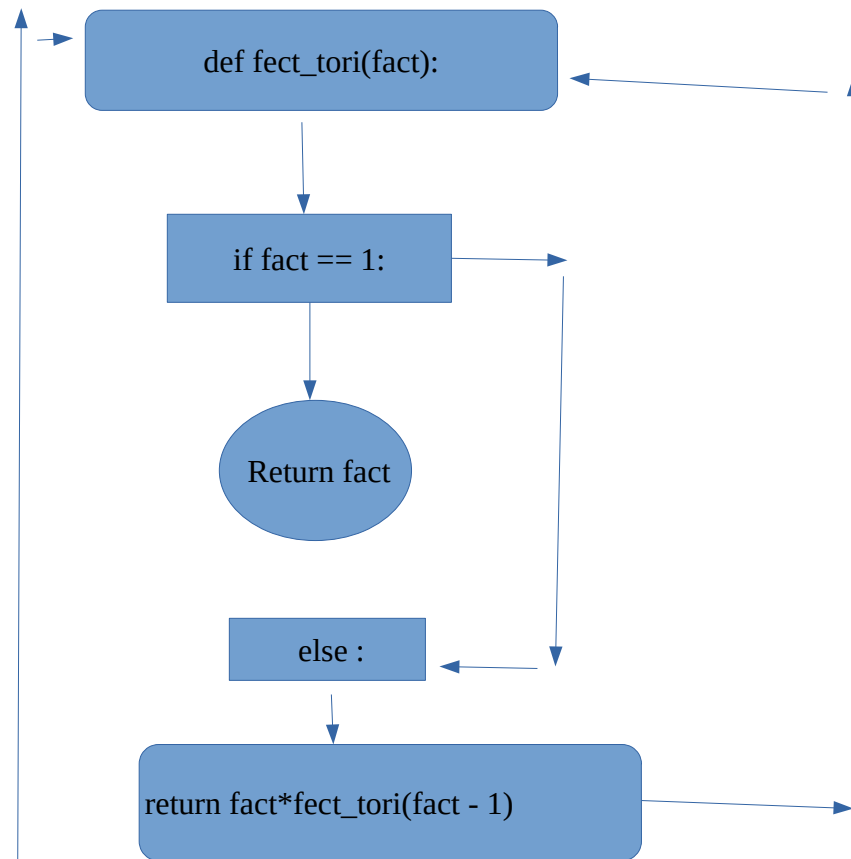 def fect_tori(fact):
if fact == 1:
Return fact
else :
return fact*fect_tori(fact - 1)